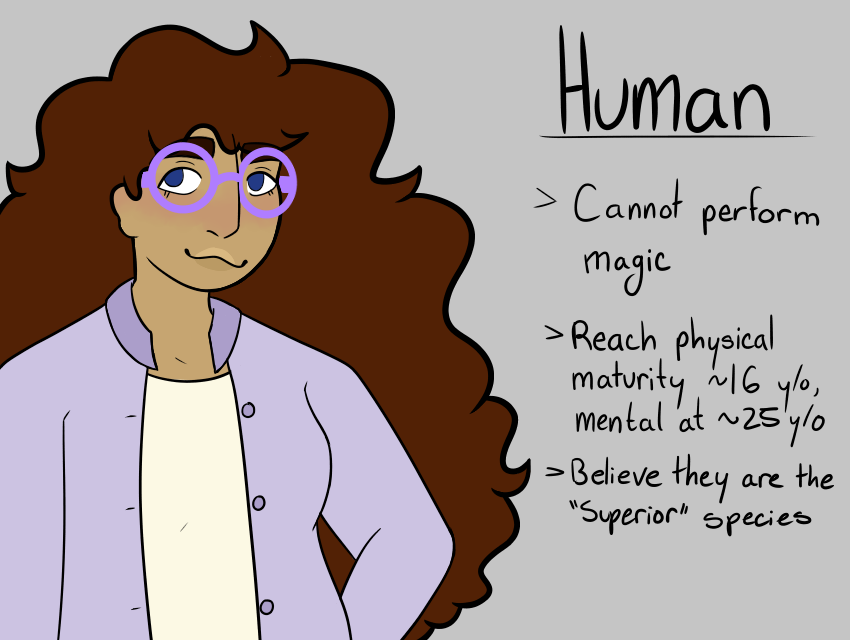 Human
> Cannot perform
magic
> Reach physical
maturity ~16 y/o,
mental at ~25 y/o
> Believe they are the
"Superior" species